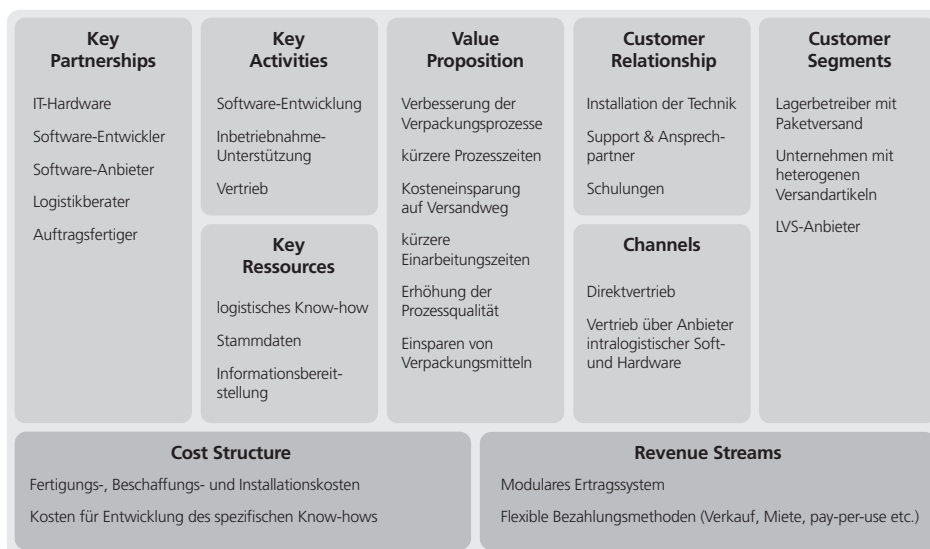 Key
Partnerships
IT-Hardware
Software-Entwickler
Software-Anbieter
Logistikberater
Auftragsfertiger
Key
Activities
Software-Entwicklung
Inbetriebnahme-
Unterstützung
Vertrieb
Key
Ressources
logistisches Know-how
Stammdaten
Informationsbereit-
stellung
Value
Proposition
Verbesserung der
Verpackungsprozesse
kürzere Prozesszeiten
Kosteneinsparung
auf Versandweg
kürzere
Einarbeitungszeiten
Erhöhung der
Prozessqualität
Einsparen von
Verpackungsmitteln
Customer
Relationship
Installation der Technik
Support & Ansprech-
partner
Schulungen
Channels
Direktvertrieb
Vertrieb über Anbieter
intralogistischer Soft-
und Hardware
Customer
Segments
Lagerbetreiber mit
Paketversand
Unternehmen mit
heterogenen
Versandartikeln
LVS-Anbieter
Cost Structure
Fertigungs-, Beschaffungs- und Installationskosten
Kosten für Entwicklung des spezifischen Know-hows
Revenue Streams
Modulares Ertragssystem
Flexible Bezahlungsmethoden (Verkauf, Miete, pay-per-use etc.)